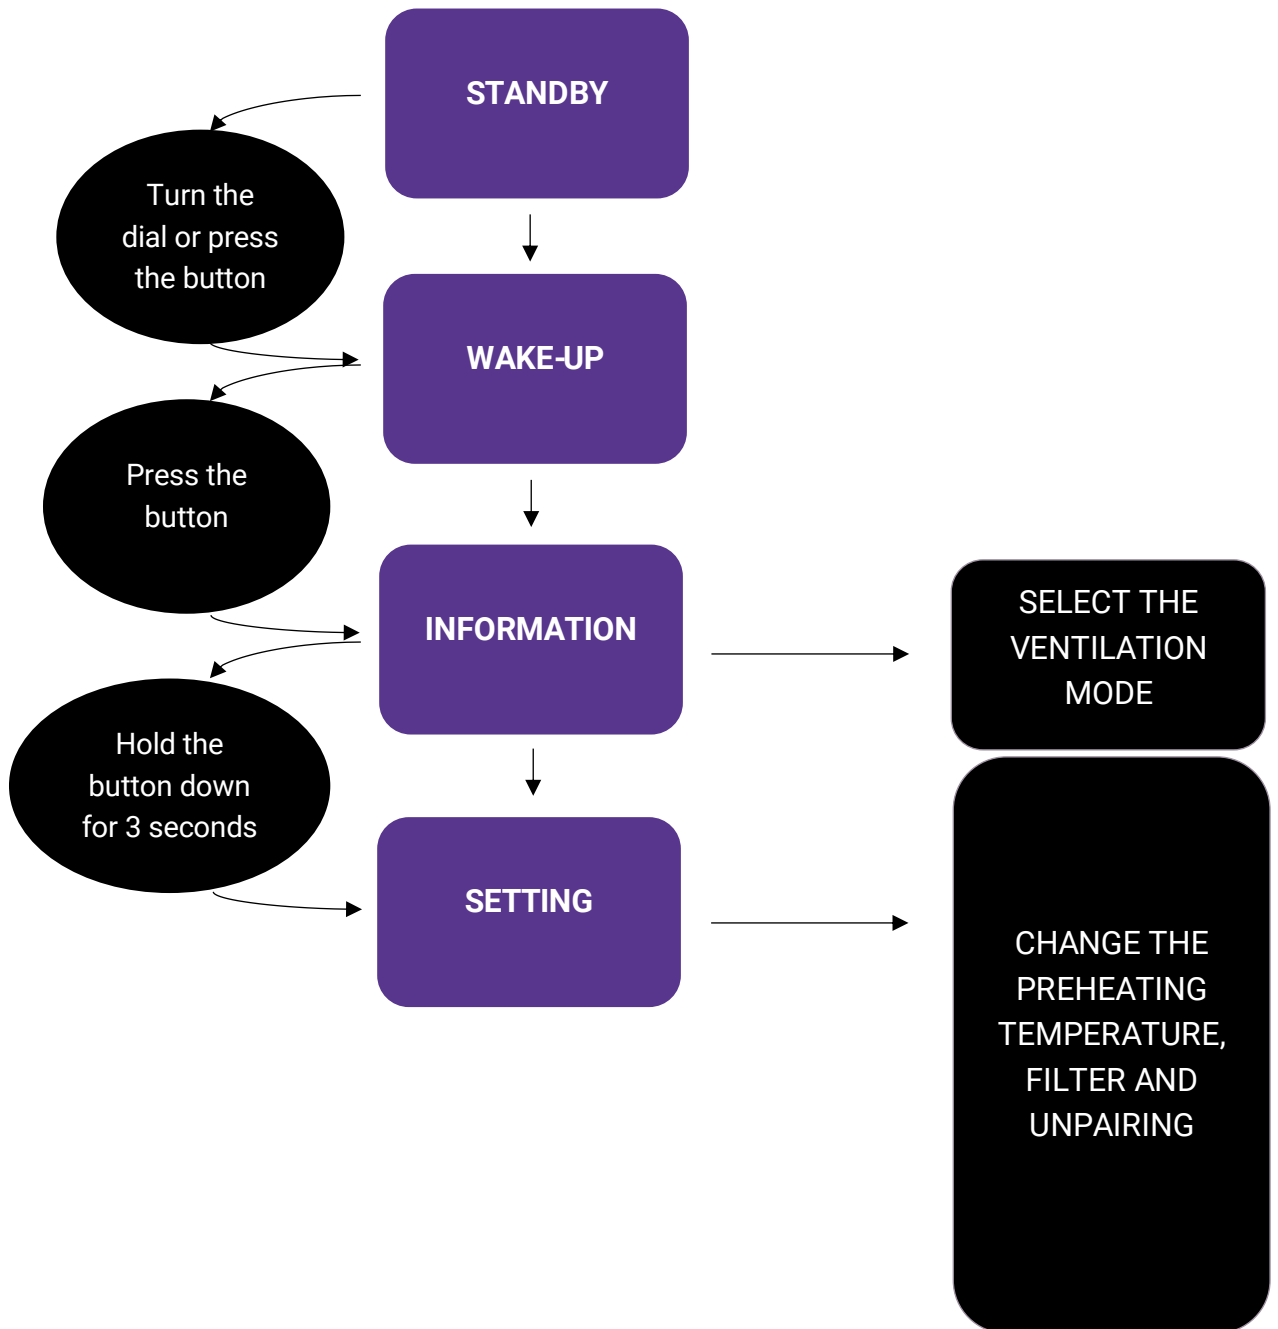 STANDBY
Turn the
dial or press
the button
WAKE-UP
Press the
button
INFORMATION
SELECT THE
VENTILATION
MODE
Hold the
button down
for 3 seconds
SETTING
CHANGE THE
PREHEATING
TEMPERATURE,
FILTER AND
UNPAIRING